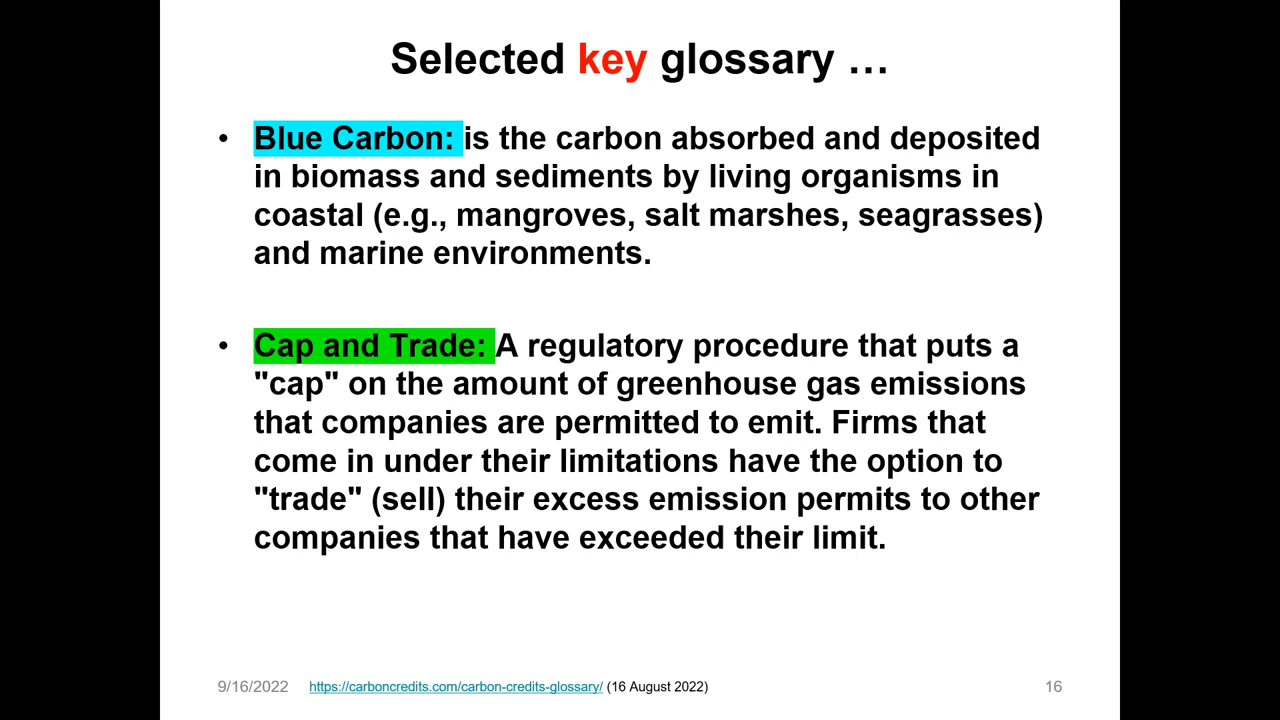 Selected key glossary …
• Blue Carbon: is the carbon absorbed and deposited
in biomass and sediments by living organisms in
coastal (e.g., mangroves, salt marshes, seagrasses)
and marine environments.
• Cap and Trade: A regulatory procedure that puts a
"cap" on the amount of greenhouse gas emissions
that companies are permitted to emit. Firms that
come in under their limitations have the option to
"trade" (sell) their excess emission permits to other
companies that have exceeded their limit.
9/16/2022 https://carboncredits.com/carbon-credits-glossary/ (16 August 2022) 16